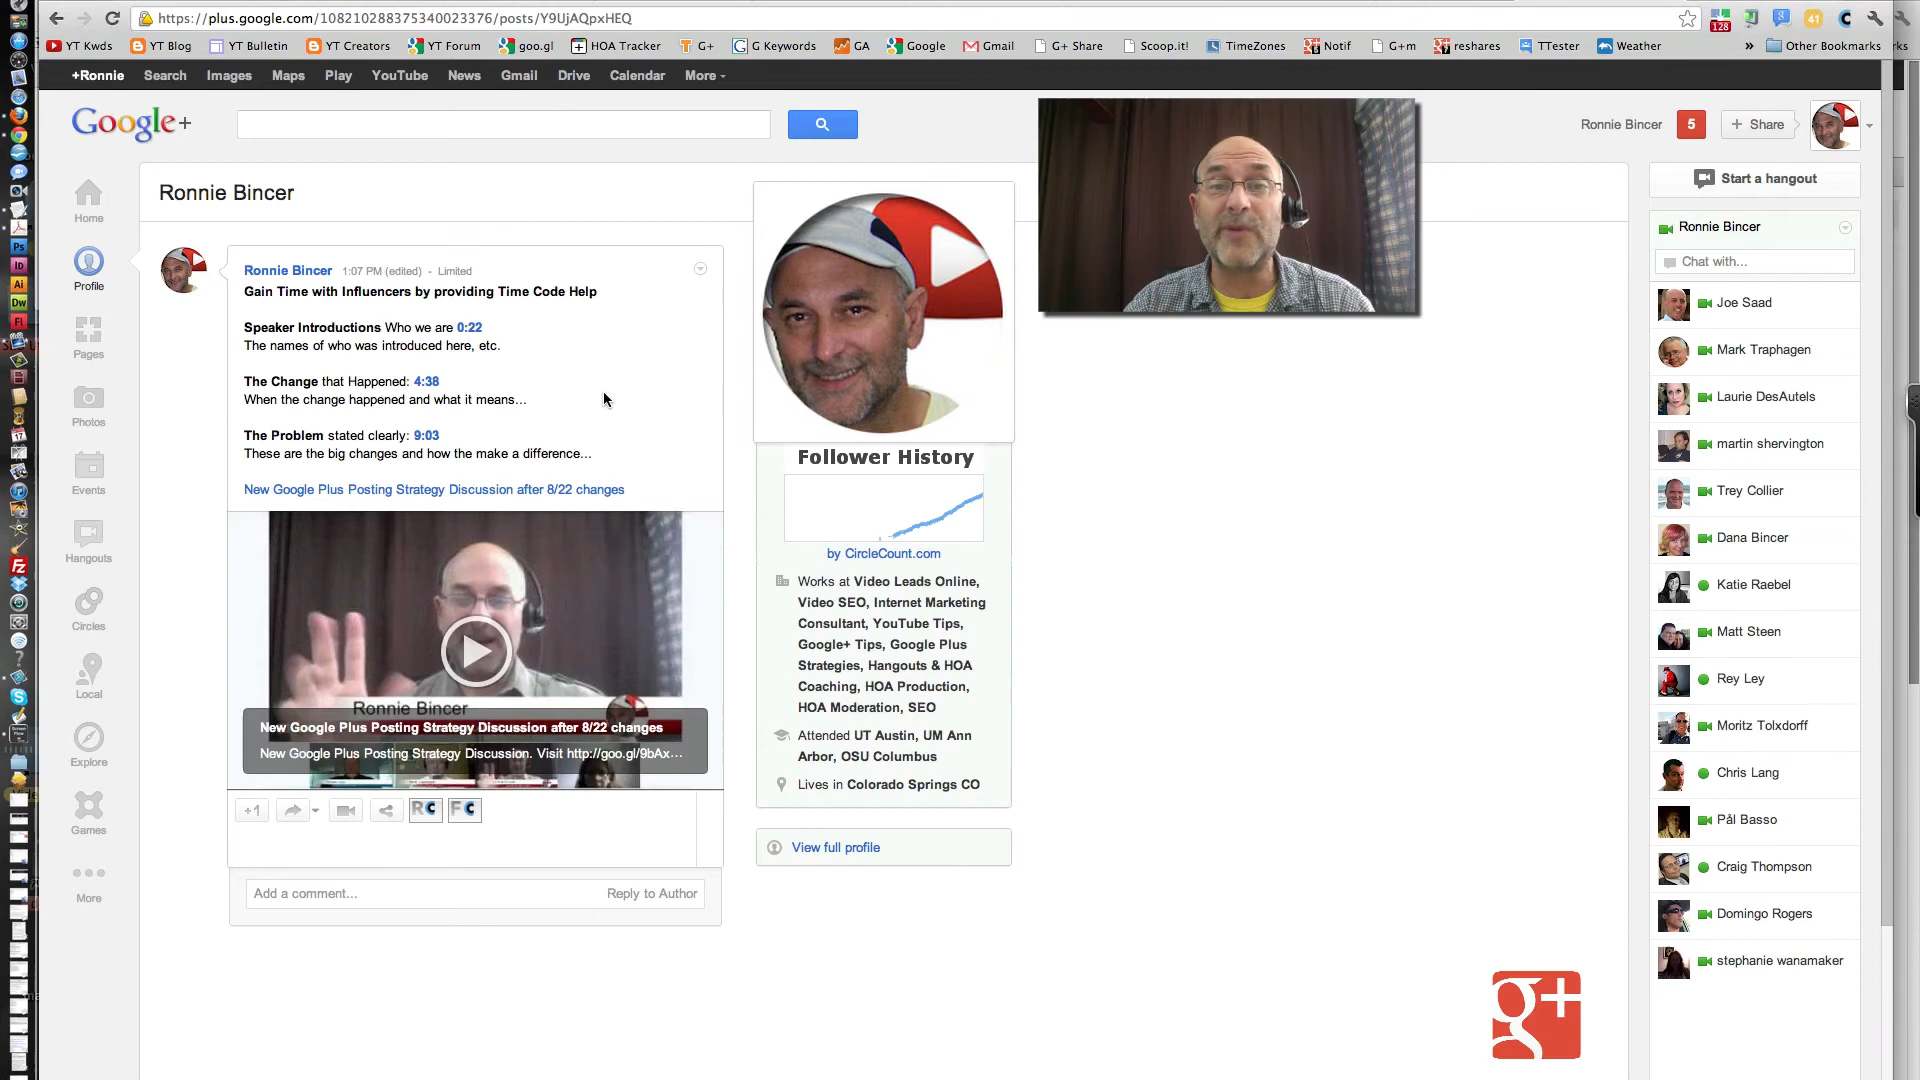 https://plus.google.com/108210288375340023376/posts/Y9UjAQpxHEQ
128
41
YT Kwds
YT Blog
YT Bulletin
YT Creators
YT Forum
goo.gl
HOA Tracker
G+
G Keywords
GA
Google
Gmail
G+ Share
Scoop.it!
TimeZones
Notif
G+m
reshares
TTester
Weather
»
Other Bookmarks
+Ronnie
Search
Images
Maps
Play
YouTube
News
Gmail
Drive
Calendar
More
Google+
Ronnie Bincer
5
+ Share
Home
Profile
Pages
Photos
Events
Hangouts
Circles
Local
Explore
Games
More
Ronnie Bincer
Ronnie Bincer 1:07 PM (edited) - Limited
Gain Time with Influencers by providing Time Code Help
Speaker Introductions Who we are 0:22
The names of who was introduced here, etc.
The Change that Happened: 4:38
When the change happened and what it means...
The Problem stated clearly: 9:03
These are the big changes and how the make a difference...
New Google Plus Posting Strategy Discussion after 8/22 changes
Ronnie Bincer
New Google Plus Posting Strategy Discussion after 8/22 changes
New Google Plus Posting Strategy Discussion. Visit http://goo.gl/9bAx...
+1
RC
FC
Add a comment...
Reply to Author
Follower History
by CircleCount.com
Works at Video Leads Online,
Video SEO, Internet Marketing
Consultant, YouTube Tips,
Google+ Tips, Google Plus
Strategies, Hangouts & HOA
Coaching, HOA Production,
HOA Moderation, SEO
Attended UT Austin, UM Ann
Arbor, OSU Columbus
Lives in Colorado Springs CO
View full profile
Start a hangout
Ronnie Bincer
Chat with...
Joe Saad
Mark Traphagen
Laurie DesAutels
martin shervington
Trey Collier
Dana Bincer
Katie Raebel
Matt Steen
Rey Ley
Moritz Tolxdorff
Chris Lang
Pål Basso
Craig Thompson
Domingo Rogers
stephanie wanamaker
g+
Ps
Id
Ai
Dw
Fl
17
Fz